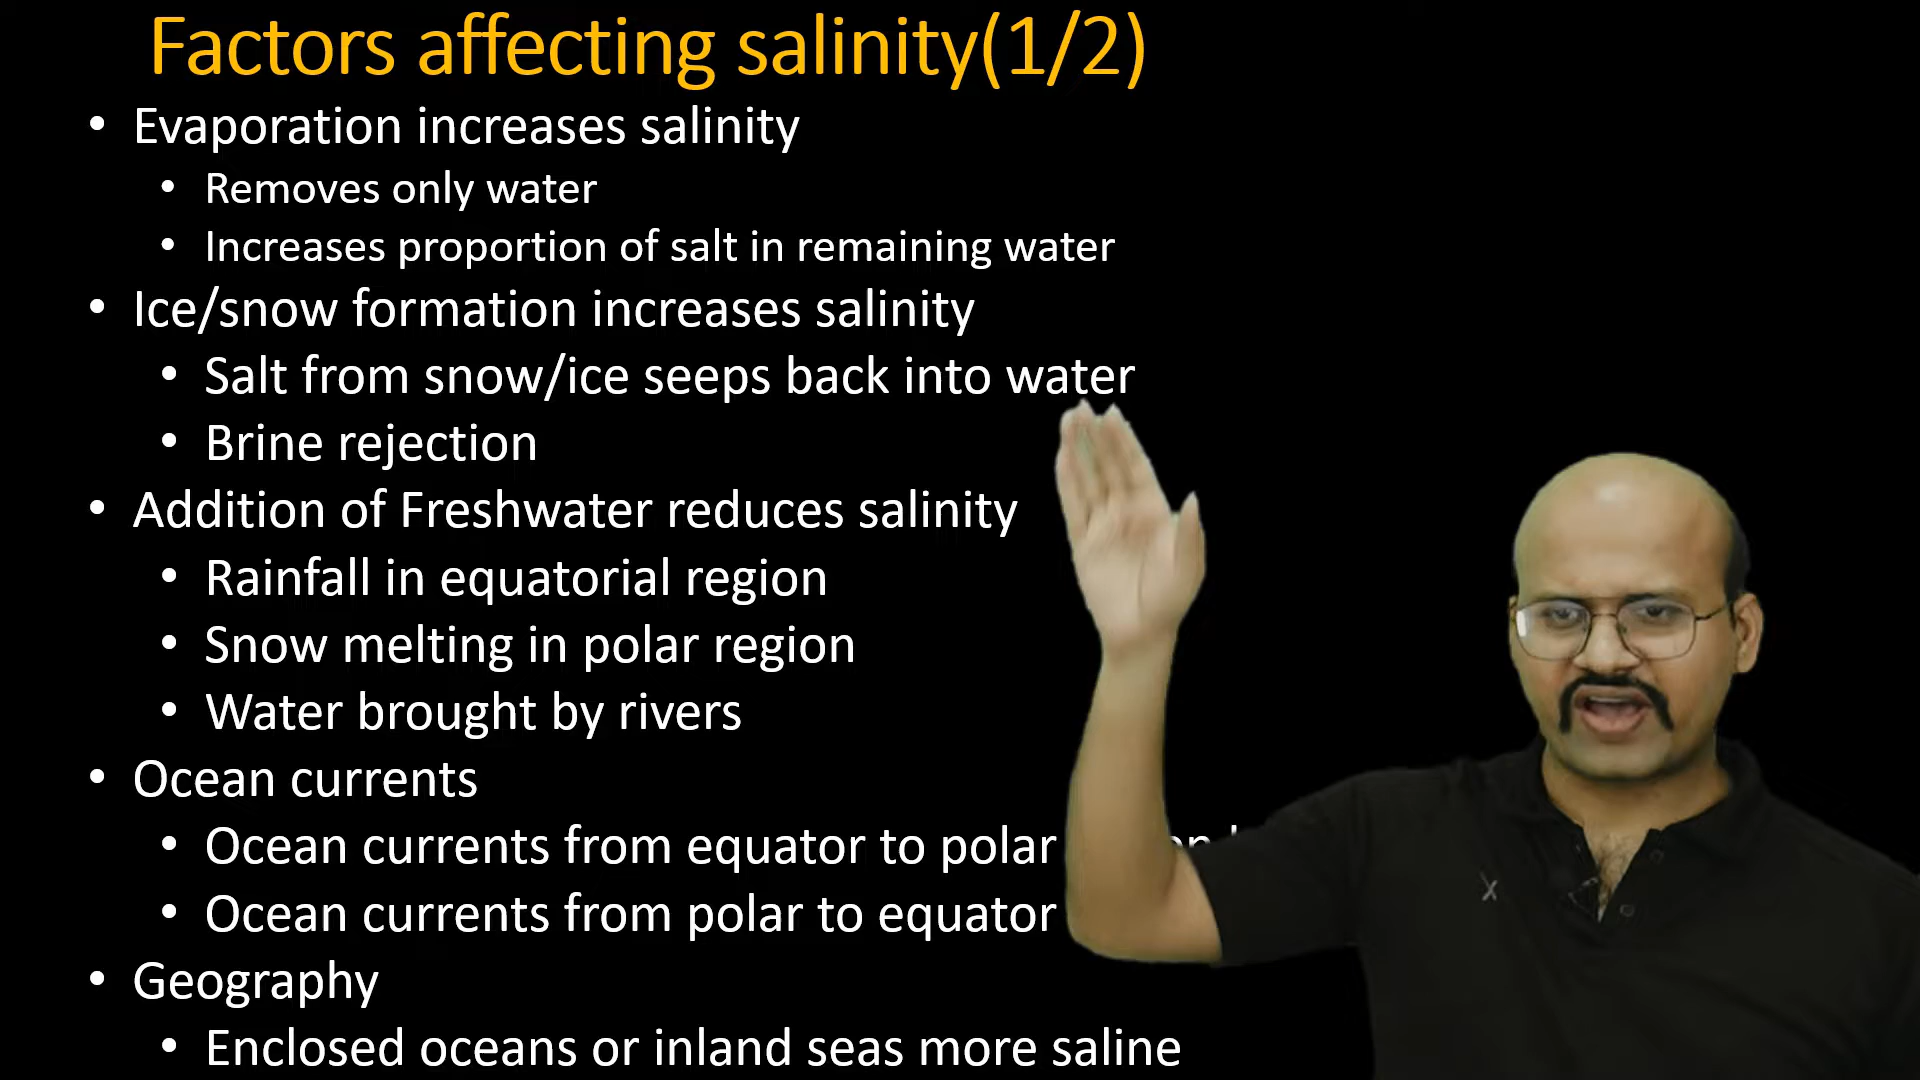 Factors affecting salinity(1/2)
• Evaporation increases salinity
• Removes only water
• Increases proportion of salt in remaining water
• Ice/snow formation increases salinity
• Salt from snow/ice seeps back into water
• Brine rejection
• Addition of Freshwater reduces salinity
• Rainfall in equatorial region
• Snow melting in polar region
• Water brought by rivers
• Ocean currents
• Ocean currents from equator to polar
• Ocean currents from polar to equator
• Geography
• Enclosed oceans or inland seas more saline